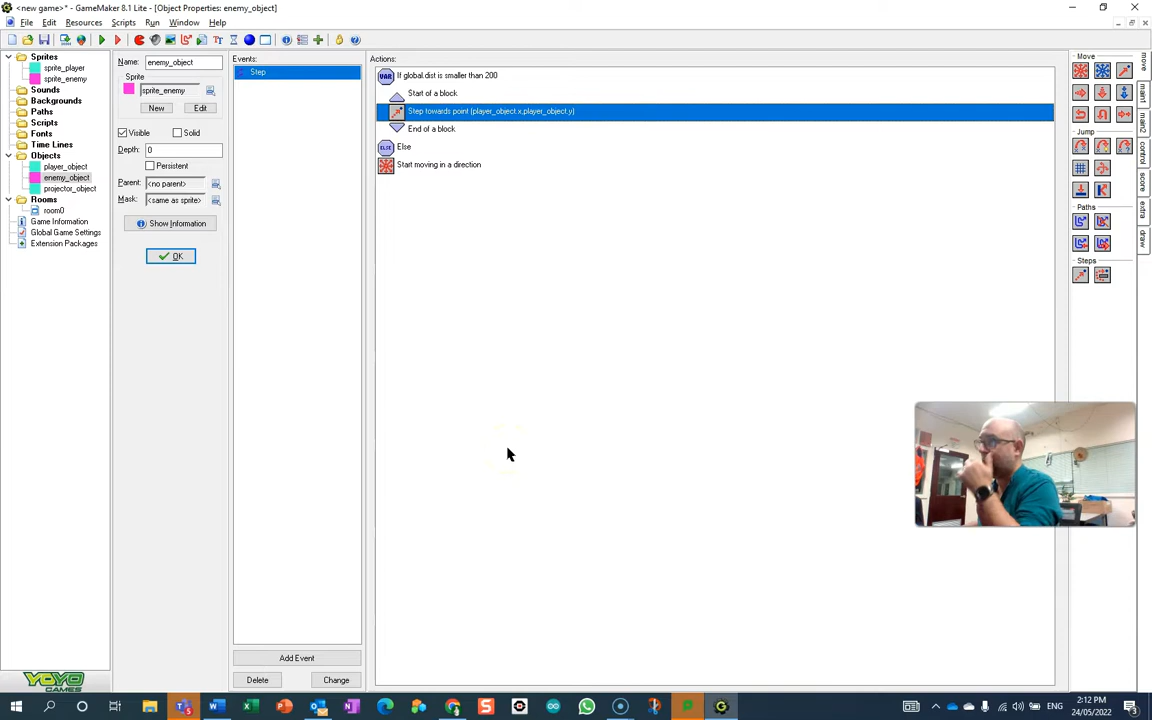 <new game>* - GameMaker 8.1 Lite - [Object Properties: enemy_object]
File Edit Resources Scripts Run Window Help
Sprites
sprite_player
sprite_enemy
Sounds
Backgrounds
Paths
Scripts
Fonts
Time Lines
Objects
player_object
enemy_object
projector_object
Rooms
room0
Game Information
Global Game Settings
Extension Packages
YOYO
GAMES
Name: enemy_object
Sprite
sprite_enemy
New Edit
Visible Solid
Depth: 0
Persistent
Parent: <no parent>
Mask: <same as sprite>
Show Information
OK
Events:
Step
Add Event
Delete Change
Actions:
VAR If global.dist is smaller than 200
Start of a block
Step towards point (player_object.x,player_object.y)
End of a block
ELSE Else
Start moving in a direction
Move
Jump
Paths
Steps
move
main1
main2
control
score
extra
draw
ENG
2:12 PM
24/05/2022